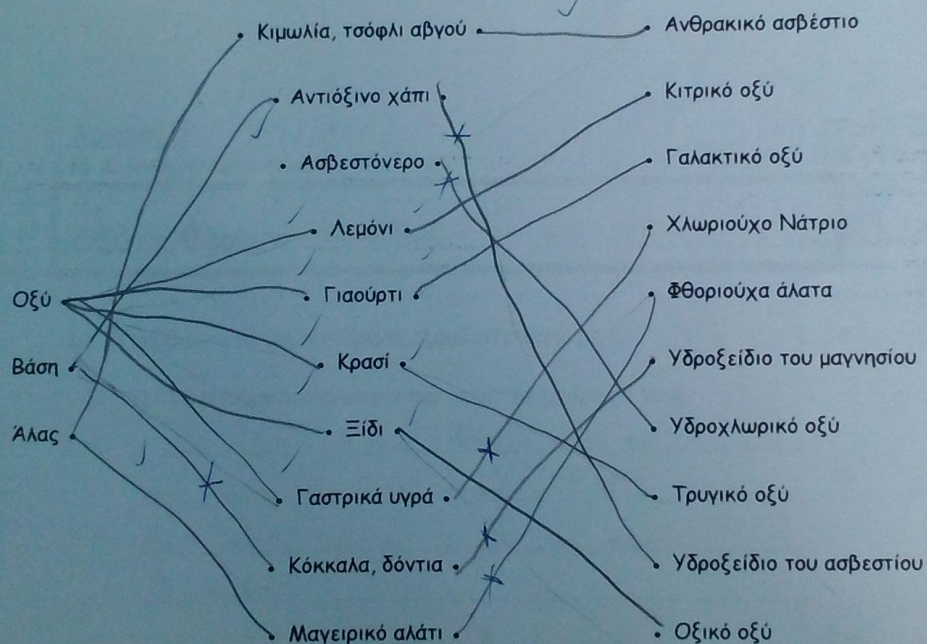 Κιμωλία, τσόφλι αβγού Ανθρακικό ασβέστιο
Αντιόξινο χάπι Κιτρικό οξύ
Ασβεστόνερο Γαλακτικό οξύ
Λεμόνι Χλωριούχο Νάτριο
Οξύ Γιαούρτι Φθοριούχα άλατα
Βάση Κρασί Υδροξείδιο του μαγνησίου
Άλας Ξίδι Υδροχλωρικό οξύ
Γαστρικά υγρά Τρυγικό οξύ
Κόκκαλα, δόντια Υδροξείδιο του ασβεστίου
Μαγειρικό αλάτι Οξικό οξύ